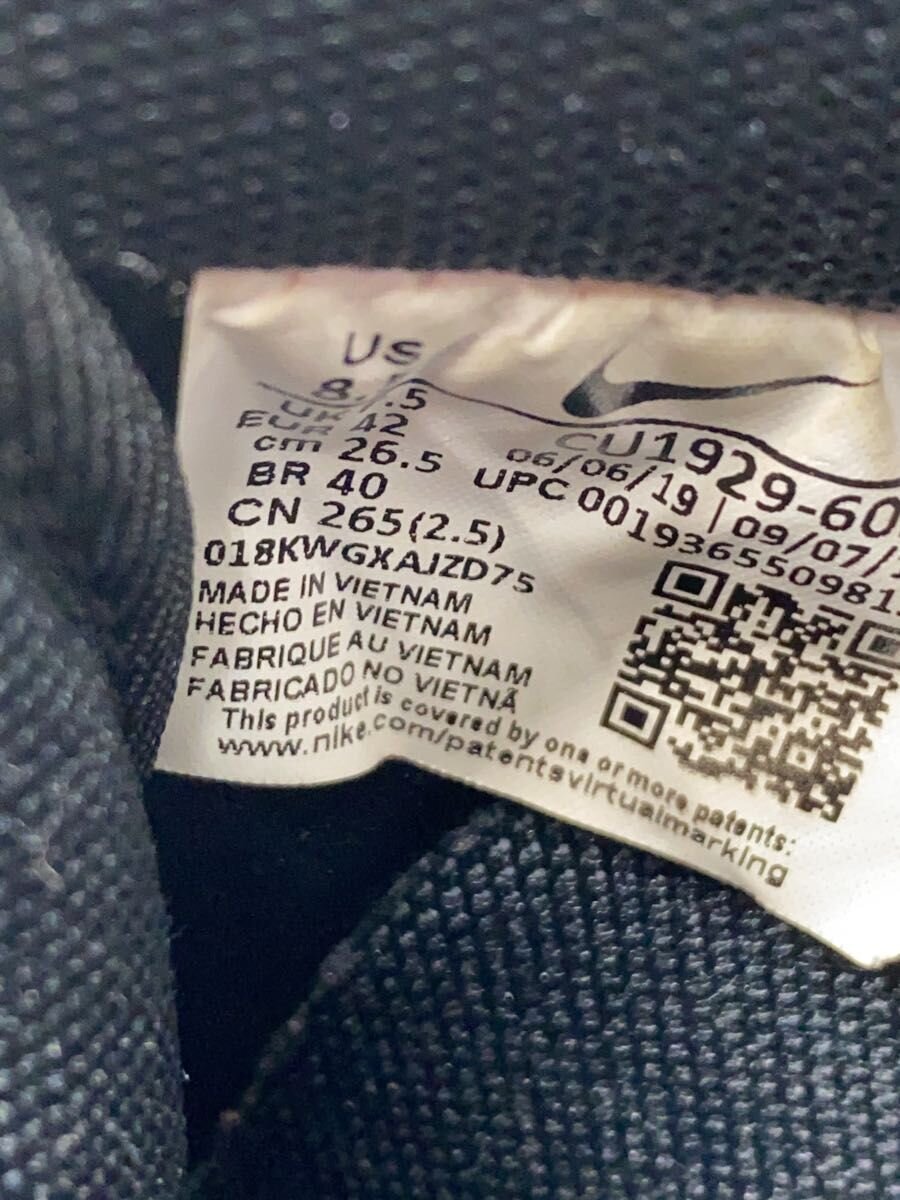 US
8.
UK 7.5
EUR 42
cm 26.5
BR 40
CN 265(2.5)
018KWGXAJZD75
MADE IN VIETNAM
HECHO EN VIETNAM
FABRIQUE AU VIETNAM
FABRICADO NO VIETNÃ
This product is covered by one or more patents:
www.nike.com/patentsvirtualmarking
CU1929-60
06/06/19 | 09/07/
UPC 001936550981